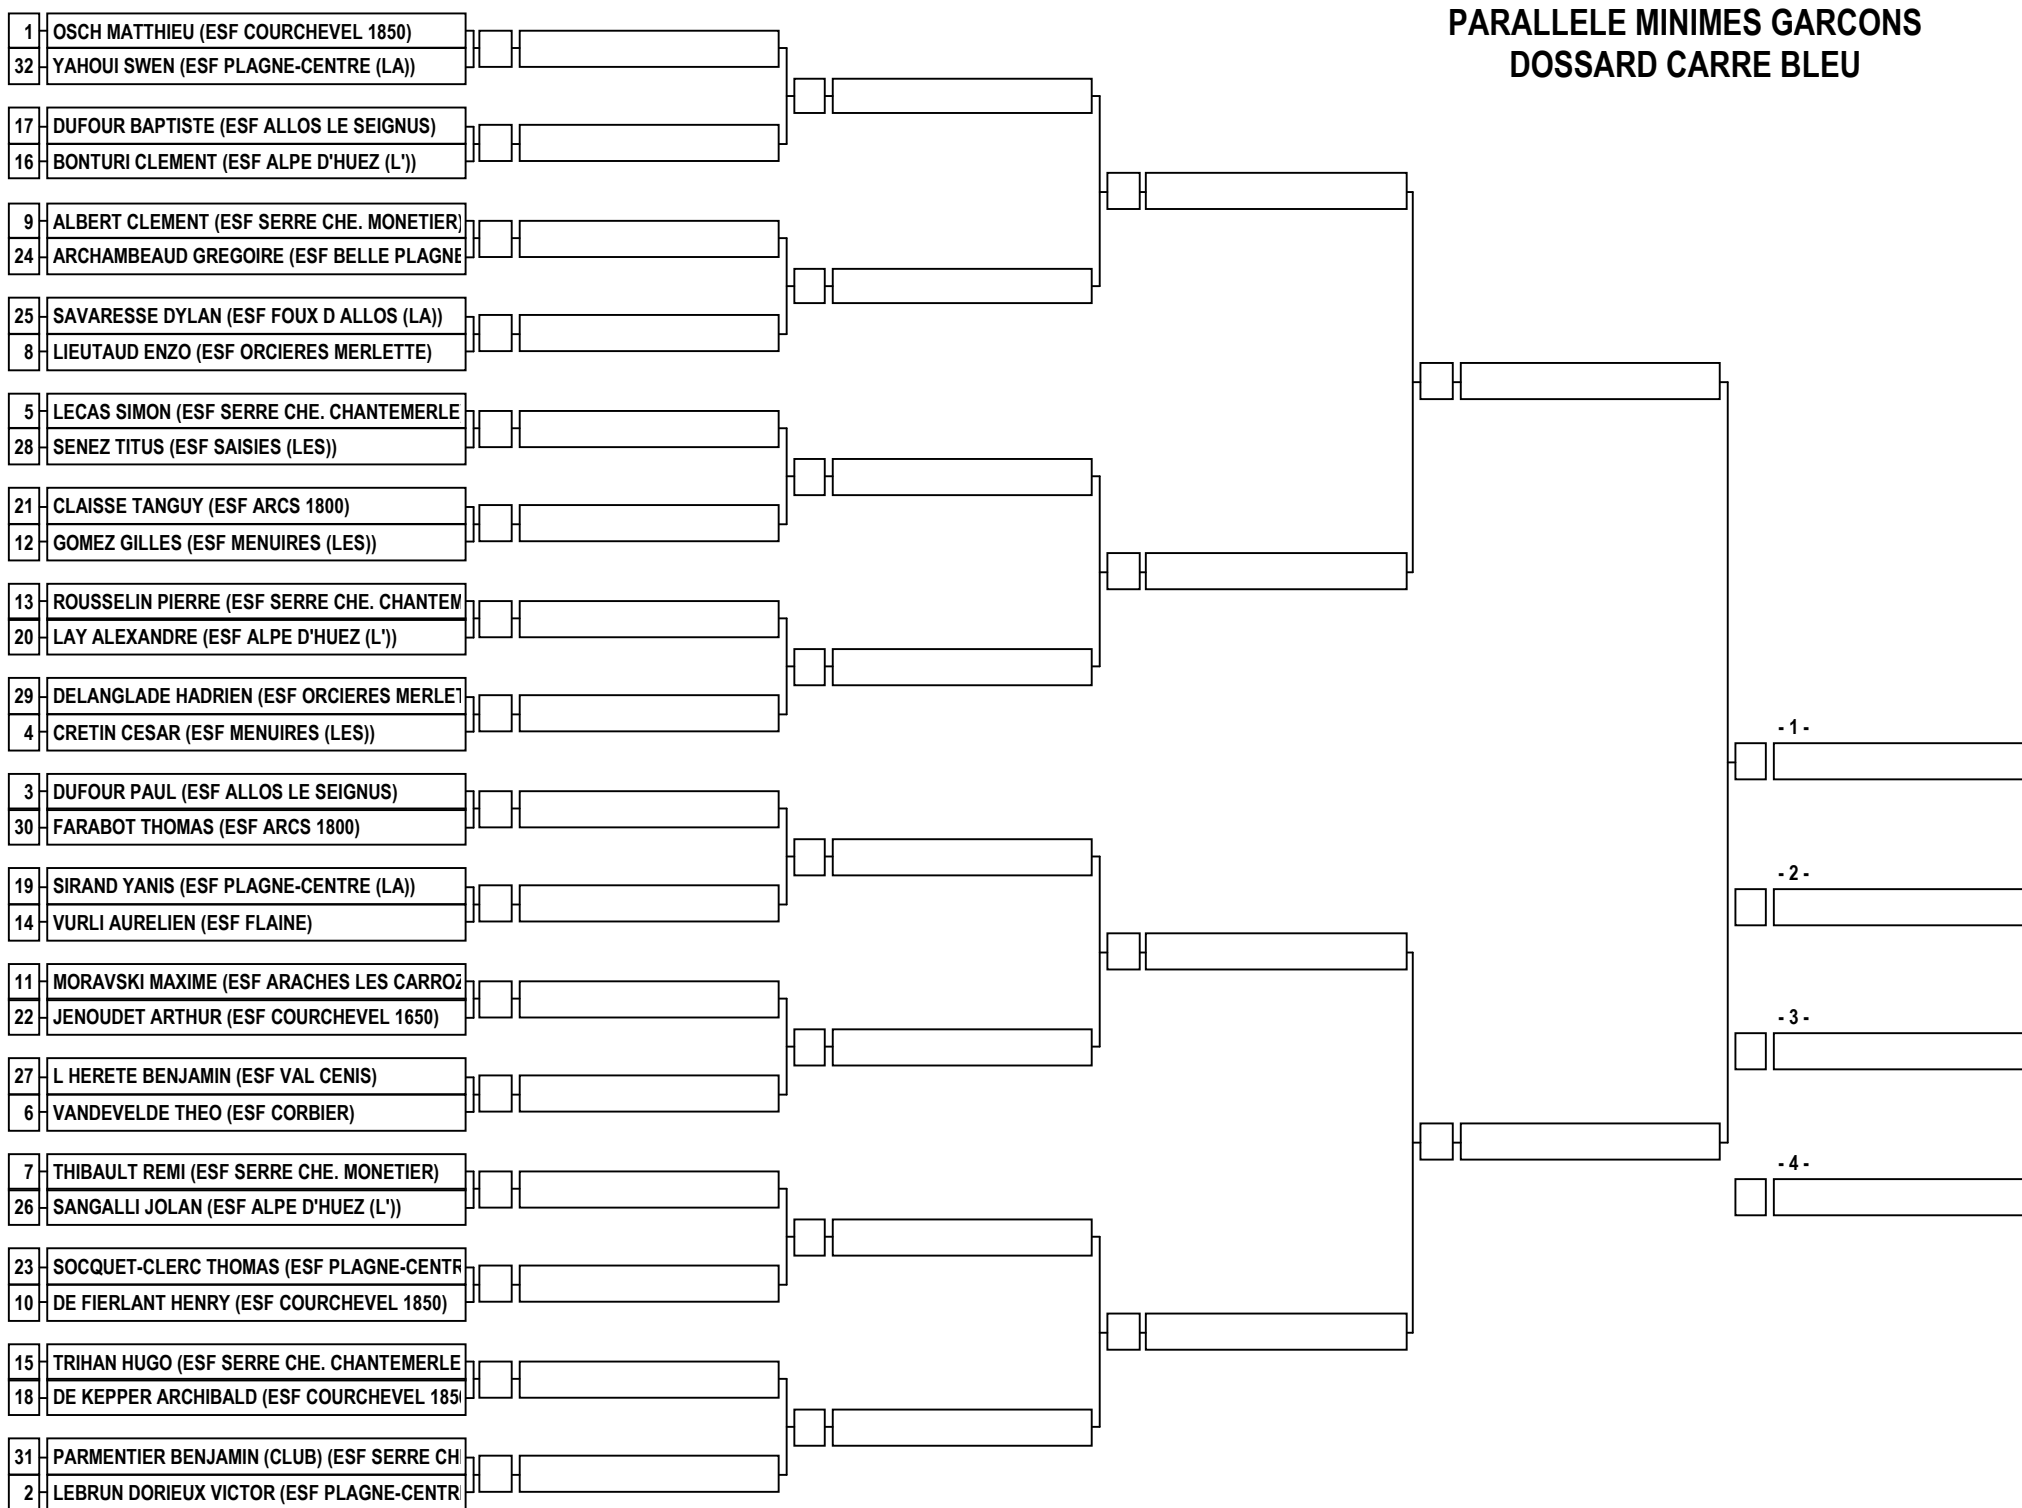 PARALLELE MINIMES GARCONS
DOSSARD CARRE BLEU
1 OSCH MATTHIEU (ESF COURCHEVEL 1850)
32 YAHOUI SWEN (ESF PLAGNE-CENTRE (LA))
17 DUFOUR BAPTISTE (ESF ALLOS LE SEIGNUS)
16 BONTURI CLEMENT (ESF ALPE D'HUEZ (L'))
9 ALBERT CLEMENT (ESF SERRE CHE. MONETIER)
24 ARCHAMBEAUD GREGOIRE (ESF BELLE PLAGNE
25 SAVARESSE DYLAN (ESF FOUX D ALLOS (LA))
8 LIEUTAUD ENZO (ESF ORCIERES MERLETTE)
5 LECAS SIMON (ESF SERRE CHE. CHANTEMERLE
28 SENEZ TITUS (ESF SAISIES (LES))
21 CLAISSE TANGUY (ESF ARCS 1800)
12 GOMEZ GILLES (ESF MENUIRES (LES))
13 ROUSSELIN PIERRE (ESF SERRE CHE. CHANTEM
20 LAY ALEXANDRE (ESF ALPE D'HUEZ (L'))
29 DELANGLADE HADRIEN (ESF ORCIERES MERLET
4 CRETIN CESAR (ESF MENUIRES (LES))
3 DUFOUR PAUL (ESF ALLOS LE SEIGNUS)
30 FARABOT THOMAS (ESF ARCS 1800)
19 SIRAND YANIS (ESF PLAGNE-CENTRE (LA))
14 VURLI AURELIEN (ESF FLAINE)
11 MORAVSKI MAXIME (ESF ARACHES LES CARROZ
22 JENOUDET ARTHUR (ESF COURCHEVEL 1650)
27 L HERETE BENJAMIN (ESF VAL CENIS)
6 VANDEVELDE THEO (ESF CORBIER)
7 THIBAULT REMI (ESF SERRE CHE. MONETIER)
26 SANGALLI JOLAN (ESF ALPE D'HUEZ (L'))
23 SOCQUET-CLERC THOMAS (ESF PLAGNE-CENTR
10 DE FIERLANT HENRY (ESF COURCHEVEL 1850)
15 TRIHAN HUGO (ESF SERRE CHE. CHANTEMERLE
18 DE KEPPER ARCHIBALD (ESF COURCHEVEL 1850
31 PARMENTIER BENJAMIN (CLUB) (ESF SERRE CH
2 LEBRUN DORIEUX VICTOR (ESF PLAGNE-CENTR
- 1 -
- 2 -
- 3 -
- 4 -